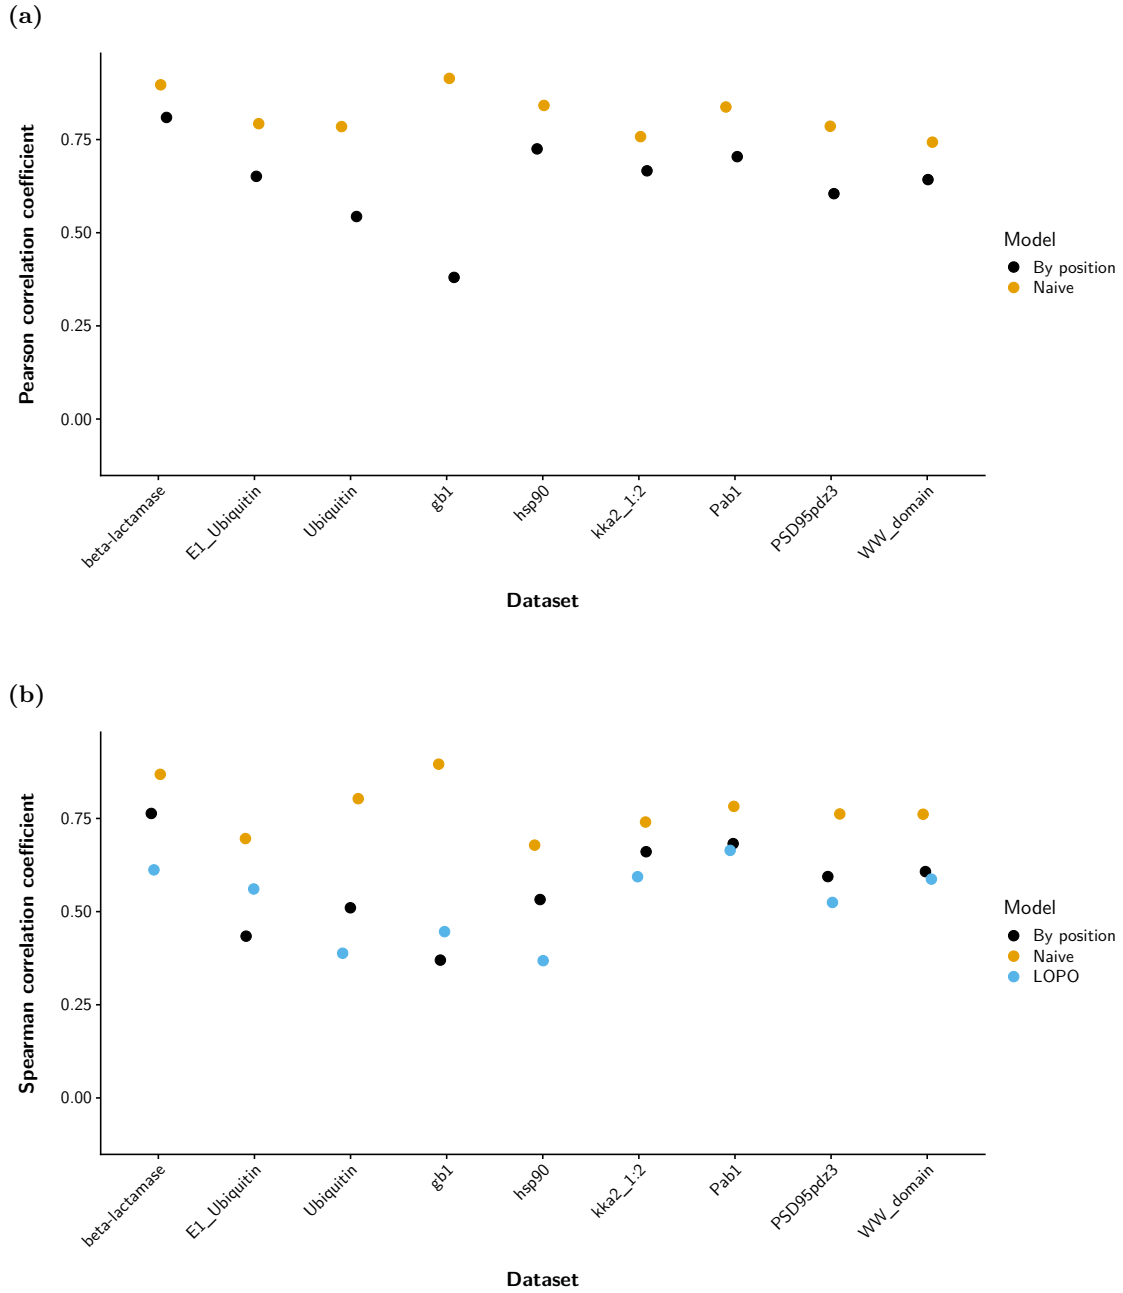 (a)
Pearson correlation coefficient
0.75
0.50
0.25
0.00
beta-lactamase
E1_Ubiquitin
Ubiquitin
gb1
hsp90
kka2_1:2
Pab1
PSD95pdz3
WW_domain
Dataset
Model
By position
Naive
(b)
Spearman correlation coefficient
0.75
0.50
0.25
0.00
beta-lactamase
E1_Ubiquitin
Ubiquitin
gb1
hsp90
kka2_1:2
Pab1
PSD95pdz3
WW_domain
Dataset
Model
By position
Naive
LOPO